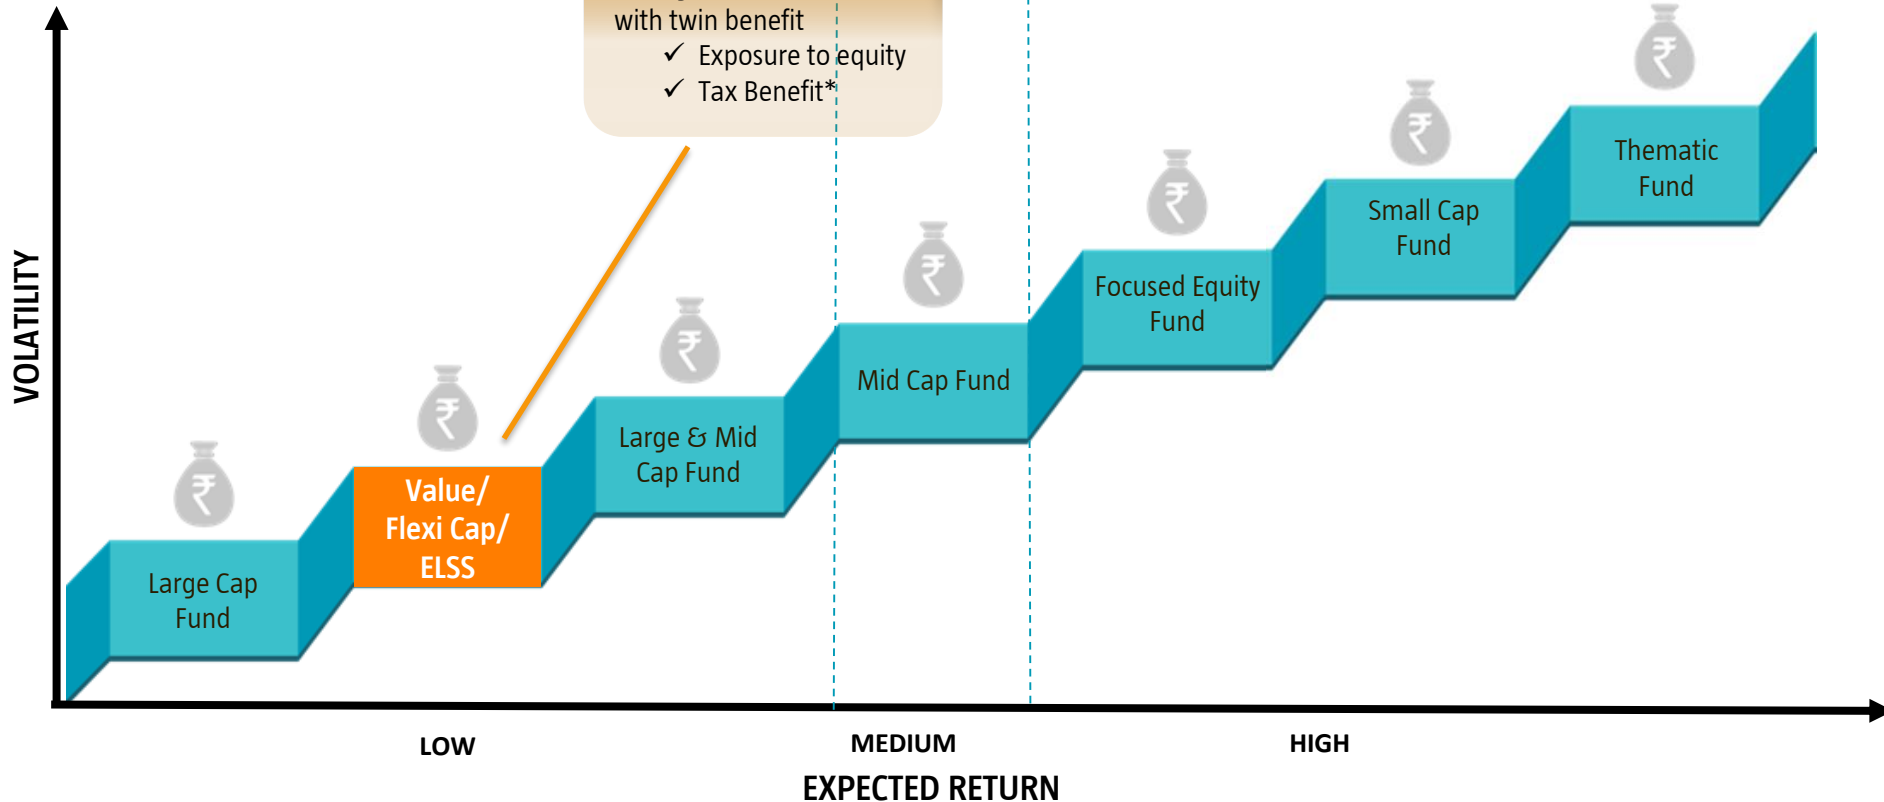 with twin benefit
✓ Exposure to equity
✓ Tax Benefit*
₹
Thematic
Fund
₹
Small Cap
Fund
₹
Focused Equity
Fund
₹
Mid Cap Fund
₹
Large & Mid
Cap Fund
₹
Value/
Flexi Cap/
ELSS
₹
Large Cap
Fund
VOLATILITY
LOW
MEDIUM
HIGH
EXPECTED RETURN